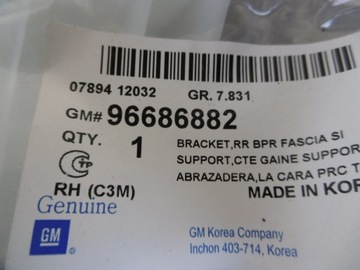 07894 12032 GR. 7.831
GM# 96686882
QTY. 1
BRACKET,RR BPR FASCIA SI
SUPPORT,CTE GAINE SUPPOR
ABRAZADERA,LA CARA PRC T
RH (C3M)
MADE IN KOR
Genuine
GM
GM Korea Company
Inchon 403-714, Korea